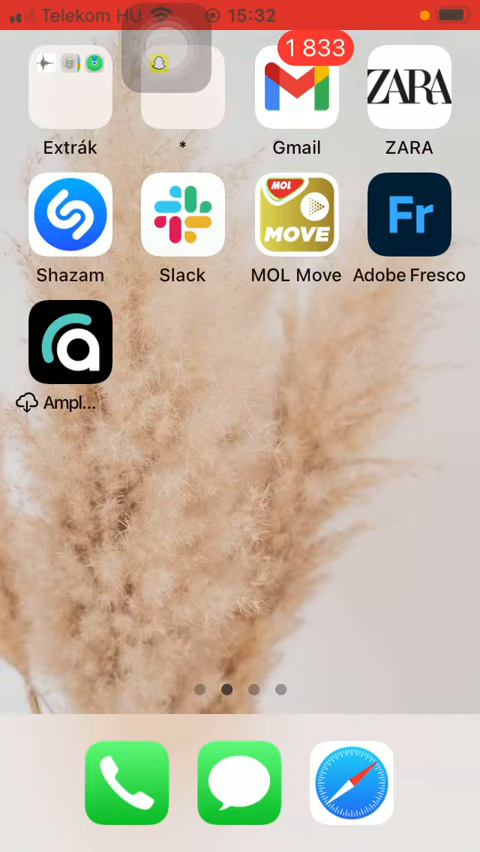 Telekom HU 15:32
1 833
Extrák * Gmail ZARA
ZARA
MOL
MOVE
Fr
Shazam Slack MOL Move Adobe Fresco
a
Ampl...